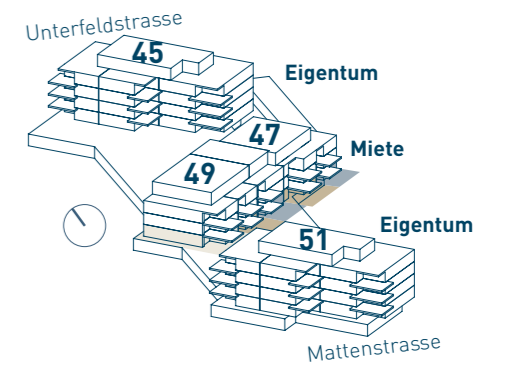 Unterfeldstrasse
45
Eigentum
47
Miete
49
Eigentum
51
Mattenstrasse